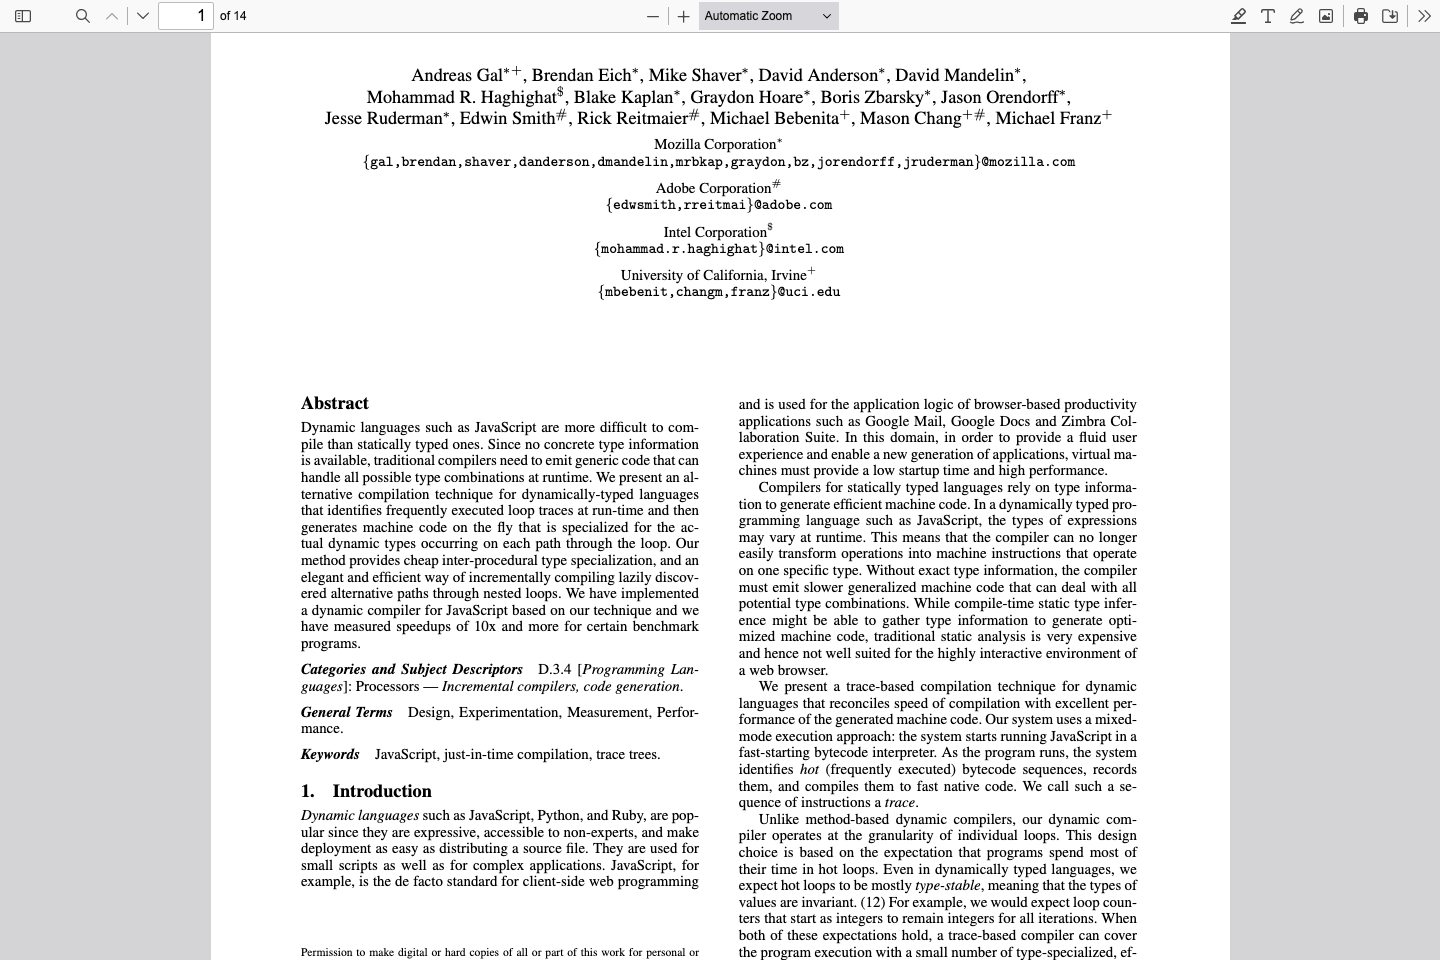 1 of 14 Automatic Zoom
Andreas Gal*+, Brendan Eich*, Mike Shaver*, David Anderson*, David Mandelin*,
Mohammad R. Haghighat$, Blake Kaplan*, Graydon Hoare*, Boris Zbarsky*, Jason Orendorff*,
Jesse Ruderman*, Edwin Smith#, Rick Reitmaier#, Michael Bebenita+, Mason Chang+#, Michael Franz+
Mozilla Corporation*
{gal,brendan,shaver,danderson,dmandelin,mrbkap,graydon,bz,jorendorff,jruderman}@mozilla.com
Adobe Corporation#
{edwsmith,rreitmai}@adobe.com
Intel Corporation$
{mohammad.r.haghighat}@intel.com
University of California, Irvine+
{mbebenit,changm,franz}@uci.edu
Abstract
Dynamic languages such as JavaScript are more difficult to com-
pile than statically typed ones. Since no concrete type information
is available, traditional compilers need to emit generic code that can
handle all possible type combinations at runtime. We present an al-
ternative compilation technique for dynamically-typed languages
that identifies frequently executed loop traces at run-time and then
generates machine code on the fly that is specialized for the ac-
tual dynamic types occurring on each path through the loop. Our
method provides cheap inter-procedural type specialization, and an
elegant and efficient way of incrementally compiling lazily discov-
ered alternative paths through nested loops. We have implemented
a dynamic compiler for JavaScript based on our technique and we
have measured speedups of 10x and more for certain benchmark
programs.
Categories and Subject Descriptors D.3.4 [Programming Lan-
guages]: Processors — Incremental compilers, code generation.
General Terms Design, Experimentation, Measurement, Perfor-
mance.
Keywords JavaScript, just-in-time compilation, trace trees.
1. Introduction
Dynamic languages such as JavaScript, Python, and Ruby, are pop-
ular since they are expressive, accessible to non-experts, and make
deployment as easy as distributing a source file. They are used for
small scripts as well as for complex applications. JavaScript, for
example, is the de facto standard for client-side web programming
Permission to make digital or hard copies of all or part of this work for personal or
and is used for the application logic of browser-based productivity
applications such as Google Mail, Google Docs and Zimbra Col-
laboration Suite. In this domain, in order to provide a fluid user
experience and enable a new generation of applications, virtual ma-
chines must provide a low startup time and high performance.
Compilers for statically typed languages rely on type informa-
tion to generate efficient machine code. In a dynamically typed pro-
gramming language such as JavaScript, the types of expressions
may vary at runtime. This means that the compiler can no longer
easily transform operations into machine instructions that operate
on one specific type. Without exact type information, the compiler
must emit slower generalized machine code that can deal with all
potential type combinations. While compile-time static type infer-
ence might be able to gather type information to generate opti-
mized machine code, traditional static analysis is very expensive
and hence not well suited for the highly interactive environment of
a web browser.
We present a trace-based compilation technique for dynamic
languages that reconciles speed of compilation with excellent per-
formance of the generated machine code. Our system uses a mixed-
mode execution approach: the system starts running JavaScript in a
fast-starting bytecode interpreter. As the program runs, the system
identifies hot (frequently executed) bytecode sequences, records
them, and compiles them to fast native code. We call such a se-
quence of instructions a trace.
Unlike method-based dynamic compilers, our dynamic com-
piler operates at the granularity of individual loops. This design
choice is based on the expectation that programs spend most of
their time in hot loops. Even in dynamically typed languages, we
expect hot loops to be mostly type-stable, meaning that the types of
values are invariant. (12) For example, we would expect loop coun-
ters that start as integers to remain integers for all iterations. When
both of these expectations hold, a trace-based compiler can cover
the program execution with a small number of type-specialized, ef-